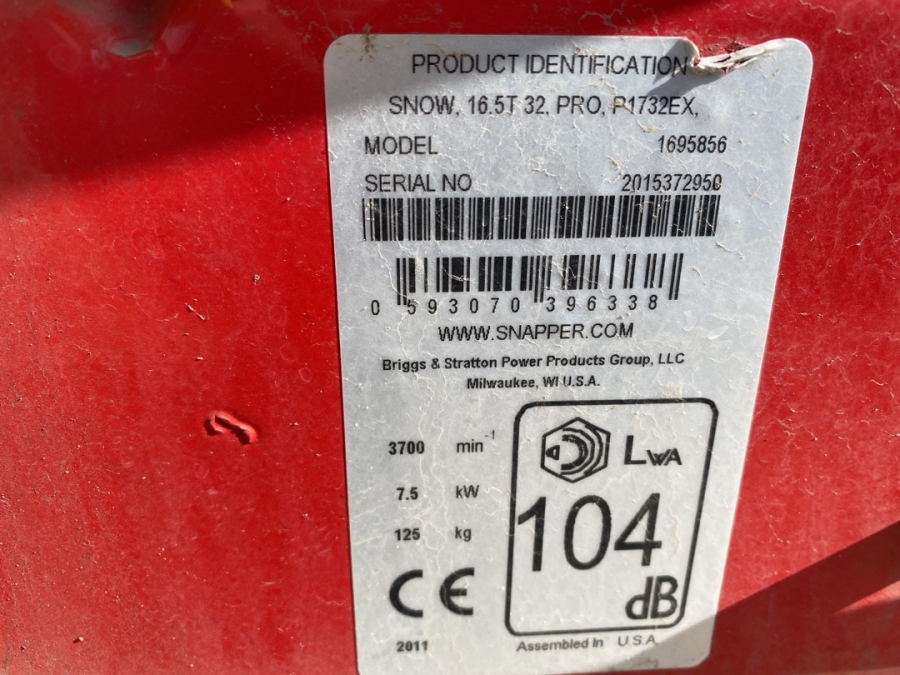 PRODUCT IDENTIFICATION
SNOW, 16.5T 32, PRO, P1732EX,
MODEL 1695856
SERIAL NO 2015372950
0 593070 396338
WWW.SNAPPER.COM
Briggs & Stratton Power Products Group, LLC
Milwaukee, WI U.S.A.
3700 min-1
7.5 kW
125 kg
CE
2011
LWA
104
dB
Assembled In U.S.A.